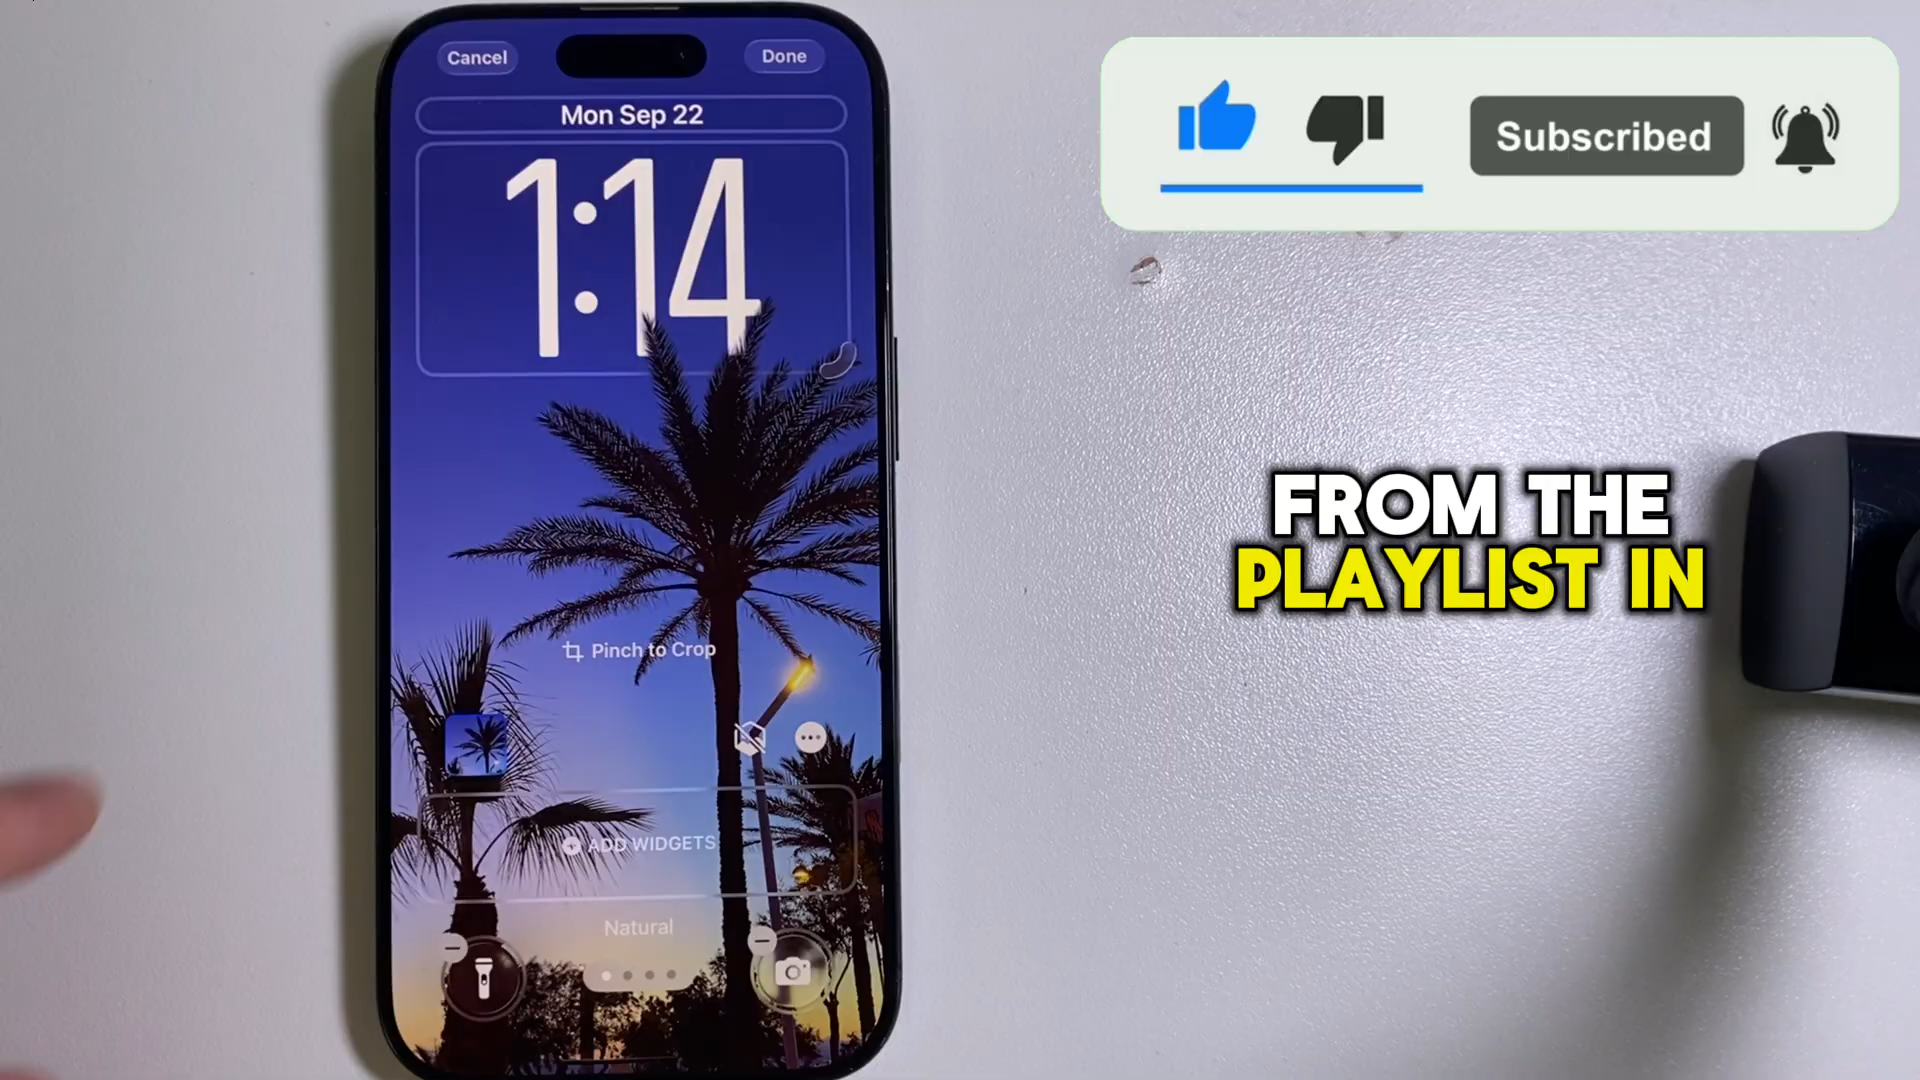 Cancel
Done
Mon Sep 22
1:14
Pinch to Crop
ADD WIDGETS
Natural
Subscribed
FROM THE
PLAYLIST IN